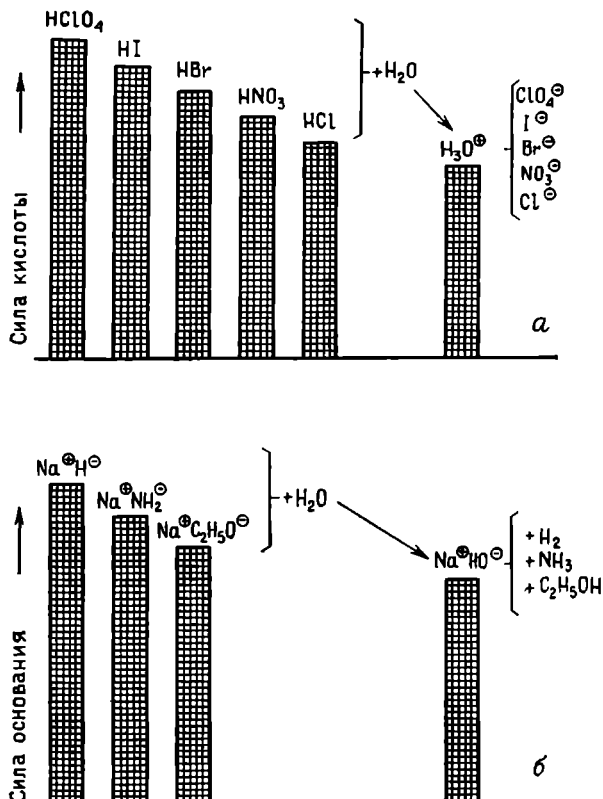 HClO₄
HI
HBr
HNO₃
HCl
+H₂O
H₃O⊕
ClO₄⊖
I⊖
Br⊖
NO₃⊖
Cl⊖
Сила кислоты
а
Na⊕H⊖
Na⊕NH₂⊖
Na⊕C₂H₅O⊖
+H₂O
Na⊕HO⊖
+ H₂
+ NH₃
+ C₂H₅OH
Сила основания
б